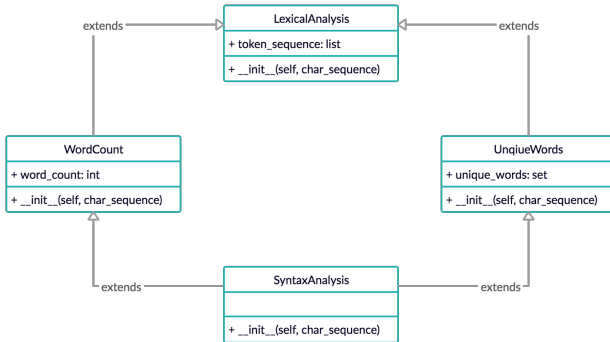 LexicalAnalysis
+ token_sequence: list
+ __init__(self, char_sequence)
extends
extends
WordCount
+ word_count: int
+ __init__(self, char_sequence)
UnqiueWords
+ unique_words: set
+ __init__(self, char_sequence)
extends
extends
SyntaxAnalysis
+ __init__(self, char_sequence)